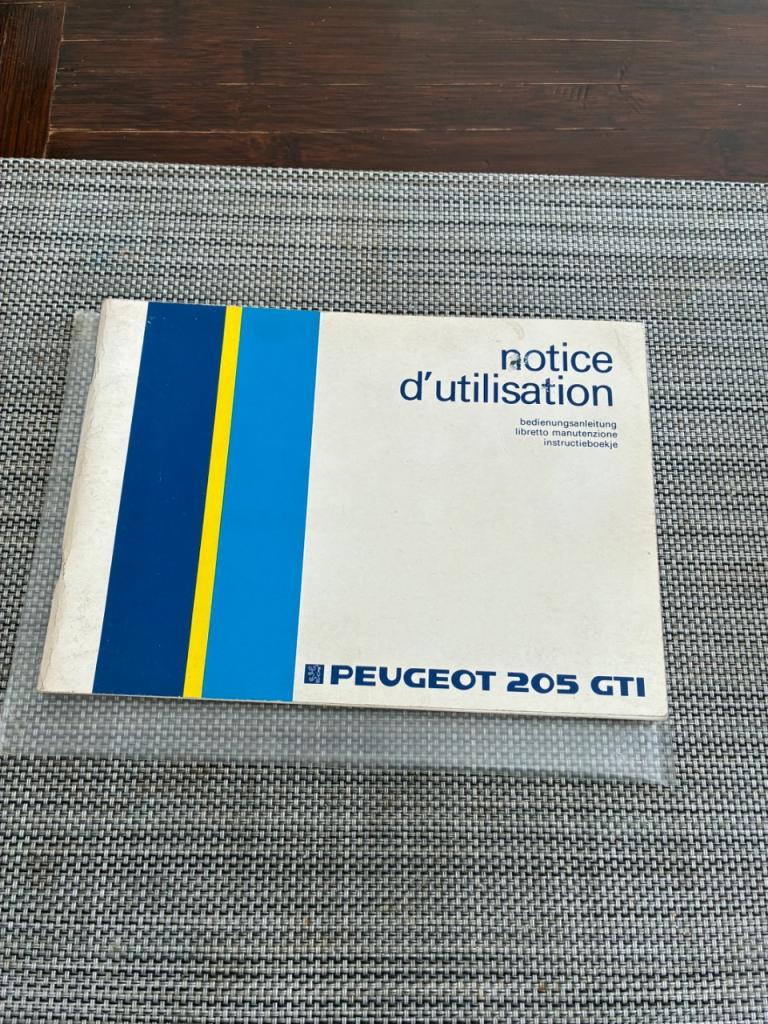 notice
d'utilisation
bedienungsanleitung
libretto manutenzione
instructieboekje
PEUGEOT 205 GTI